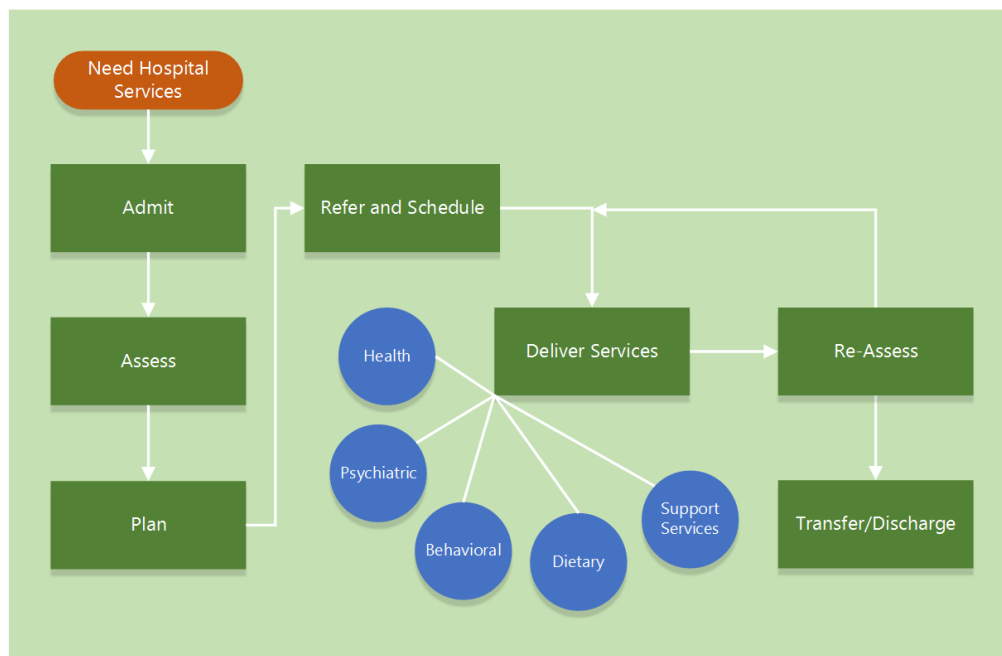 Need Hospital
Services
Admit
Assess
Plan
Refer and Schedule
Deliver Services
Health
Psychiatric
Behavioral
Dietary
Support
Services
Re-Assess
Transfer/Discharge